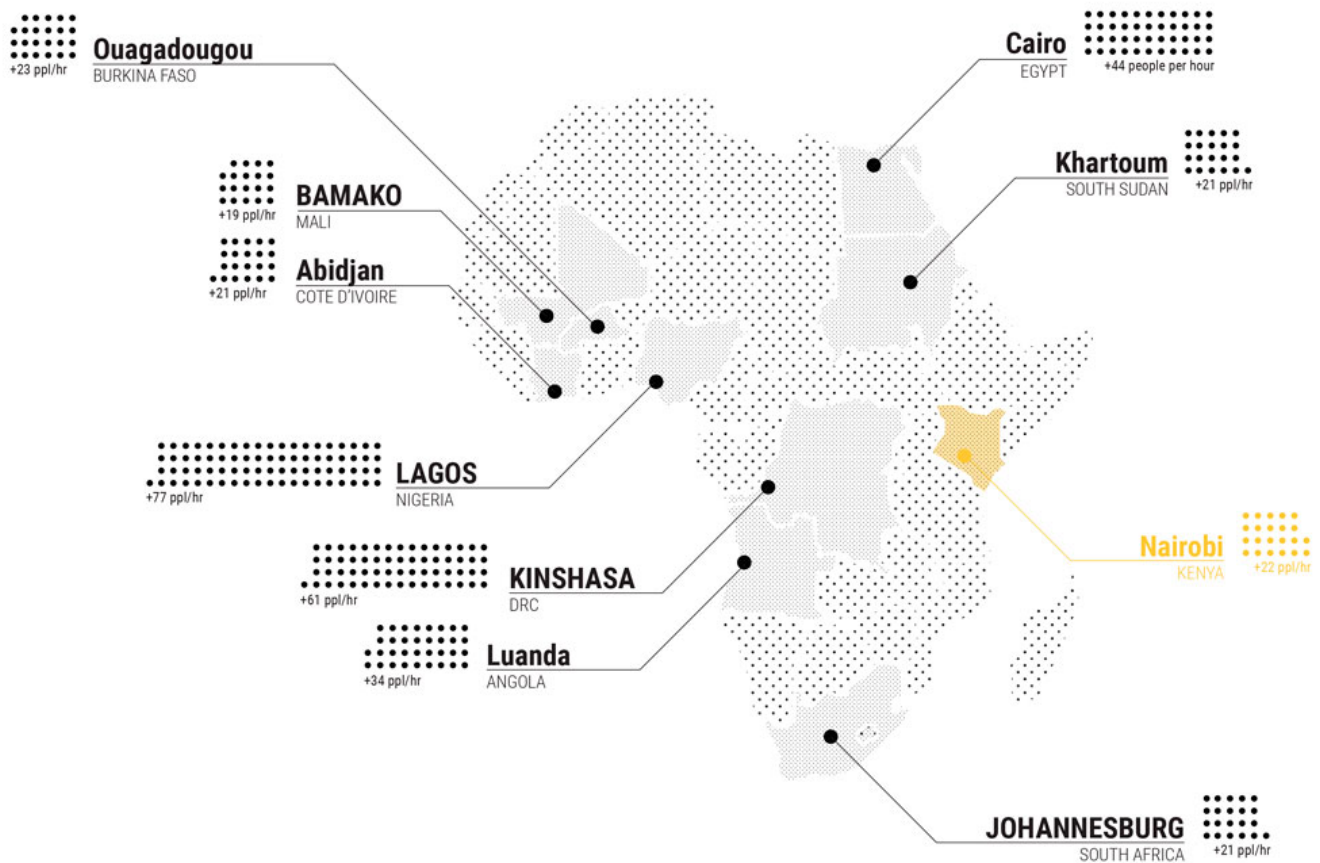 Ouagadougou
BURKINA FASO
+23 ppl/hr
Cairo
EGYPT
+44 people per hour
BAMAKO
MALI
+19 ppl/hr
Khartoum
SOUTH SUDAN
+21 ppl/hr
Abidjan
COTE D'IVOIRE
+21 ppl/hr
LAGOS
NIGERIA
+77 ppl/hr
Nairobi
KENYA
+22 ppl/hr
KINSHASA
DRC
+61 ppl/hr
Luanda
ANGOLA
+34 ppl/hr
JOHANNESBURG
SOUTH AFRICA
+21 ppl/hr